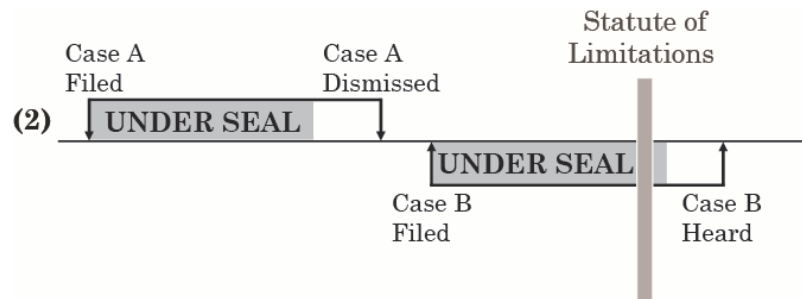 Statute of
Limitations
Case A
Filed
Case A
Dismissed
(2)
UNDER SEAL
UNDER SEAL
Case B
Filed
Case B
Heard